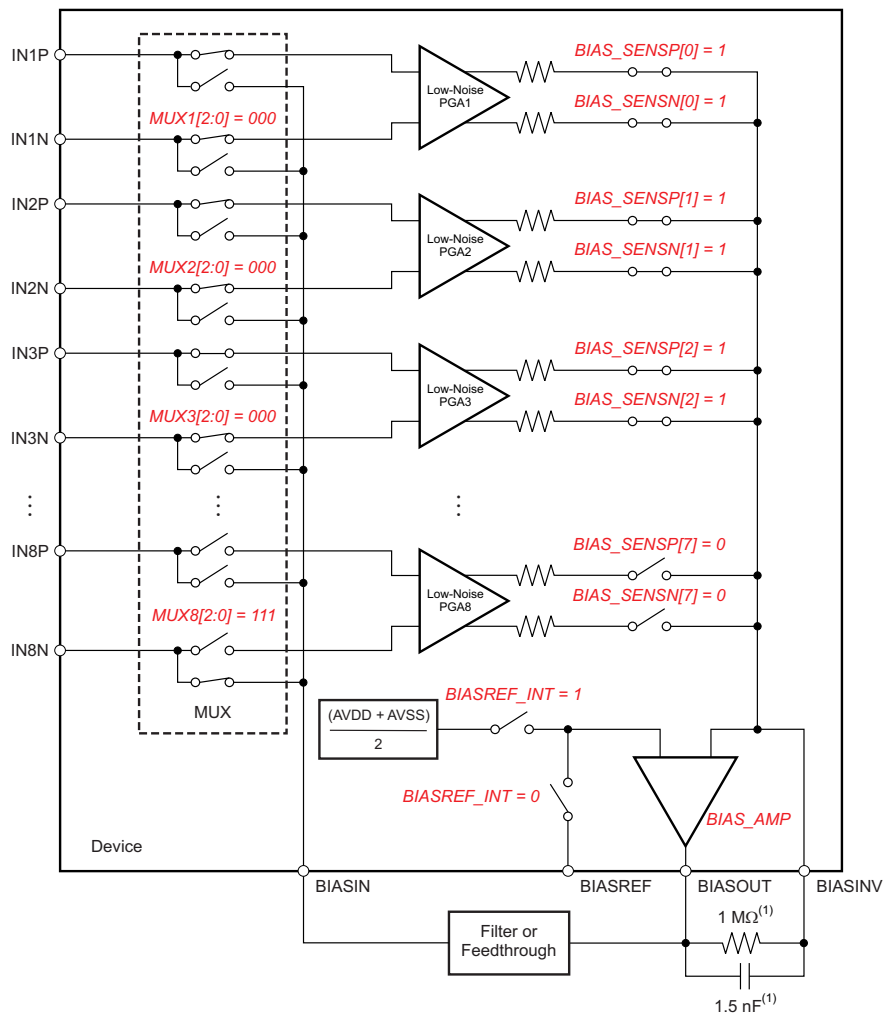 IN1P
BIAS_SENSP[0] = 1
Low-Noise
PGA1
BIAS_SENSN[0] = 1
MUX1[2:0] = 000
IN1N
IN2P
BIAS_SENSP[1] = 1
Low-Noise
PGA2
BIAS_SENSN[1] = 1
MUX2[2:0] = 000
IN2N
IN3P
BIAS_SENSP[2] = 1
Low-Noise
PGA3
BIAS_SENSN[2] = 1
MUX3[2:0] = 000
IN3N
IN8P
BIAS_SENSP[7] = 0
Low-Noise
PGA8
BIAS_SENSN[7] = 0
MUX8[2:0] = 111
IN8N
MUX
(AVDD + AVSS)
2
BIASREF_INT = 1
BIASREF_INT = 0
BIAS_AMP
Device
BIASIN
BIASREF
BIASOUT
BIASINV
Filter or
Feedthrough
1 MΩ(1)
1.5 nF(1)